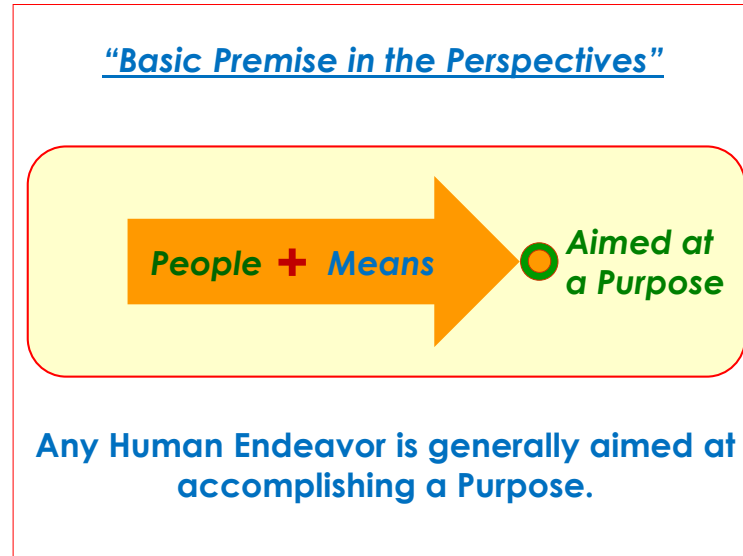 “Basic Premise in the Perspectives”
People + Means
Aimed at
a Purpose
Any Human Endeavor is generally aimed at
accomplishing a Purpose.